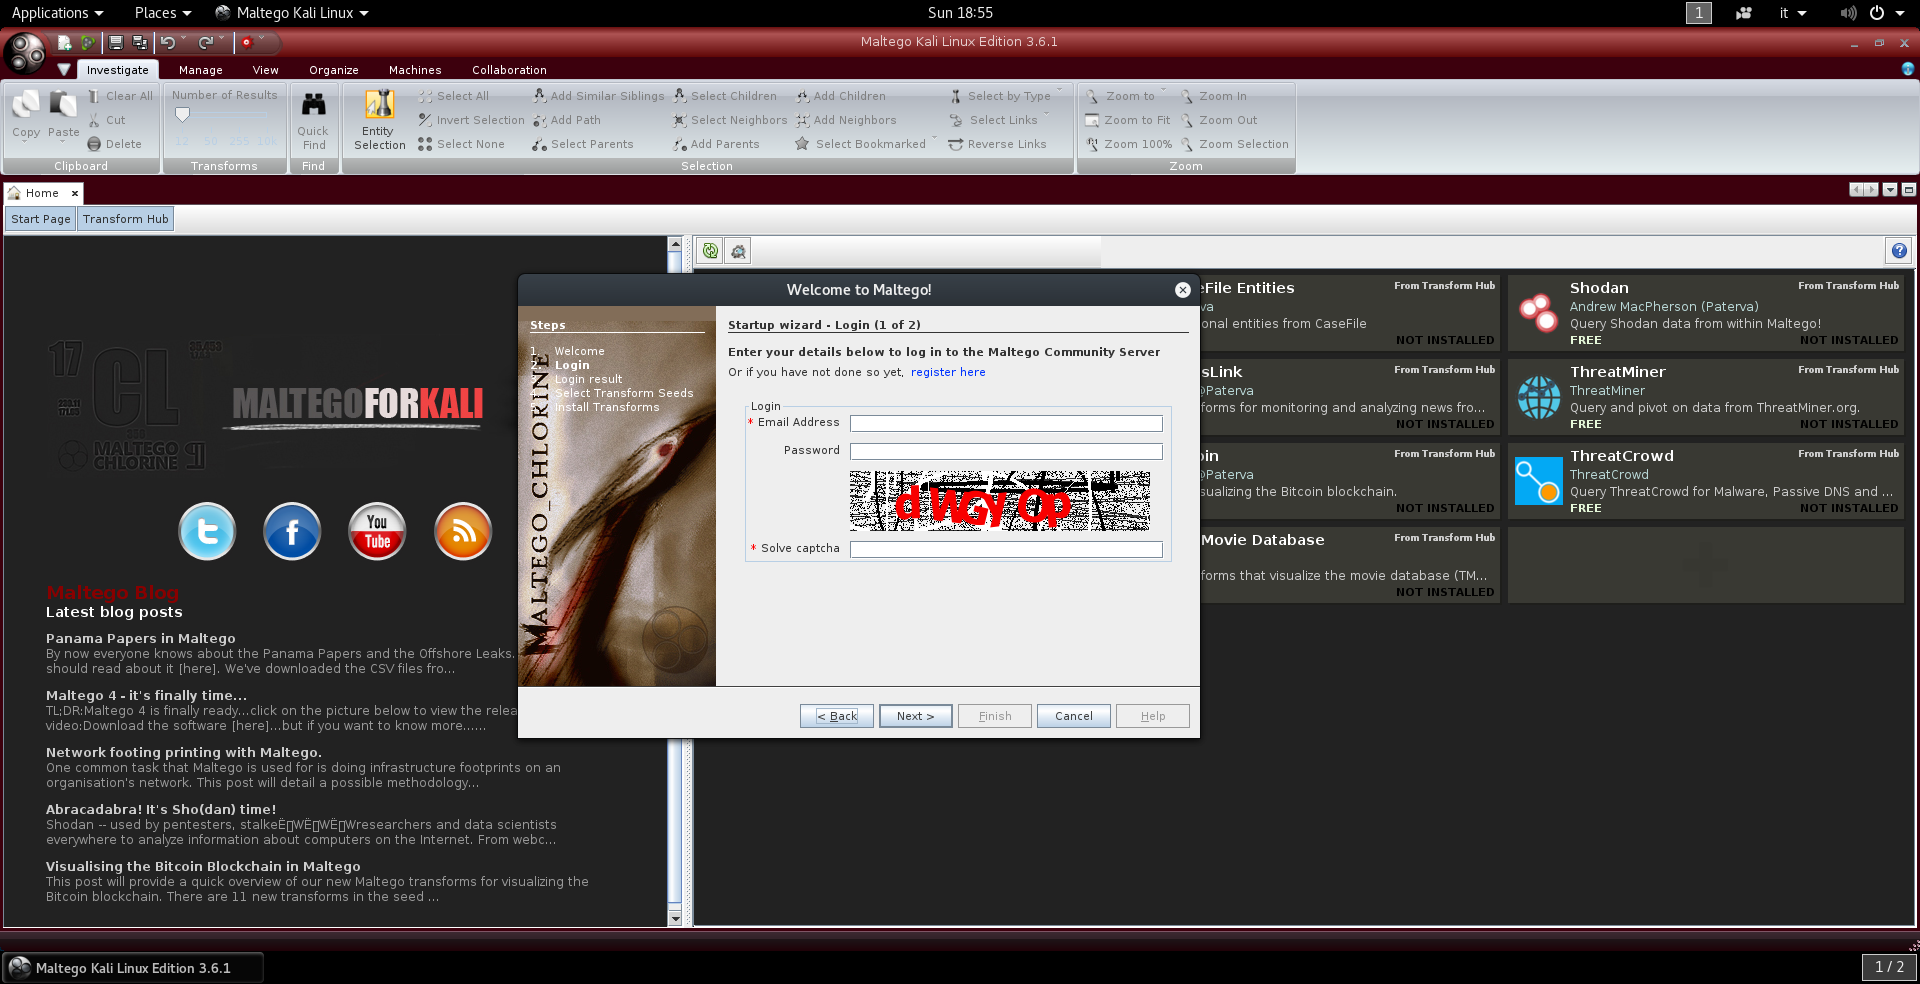 Applications Places Maltego Kali Linux Sun 18:55 1 it
Maltego Kali Linux Edition 3.6.1
Investigate Manage View Organize Machines Collaboration
Copy Paste Clear All Cut Delete
Clipboard
Number of Results
12 50 255 10k
Transforms
Quick Find
Find
Entity Selection
Select All Add Similar Siblings Select Children Add Children Select by Type
Invert Selection Add Path Select Neighbors Add Neighbors Select Links
Select None Select Parents Add Parents Select Bookmarked Reverse Links
Selection
Zoom to Zoom In
Zoom to Fit Zoom Out
Zoom 100% Zoom Selection
Zoom
Home
Start Page Transform Hub
MALTEGOFORKALI
17 CL
MALTEGO
CHLORINE
You
Tube
Maltego Blog
Latest blog posts
Panama Papers in Maltego
By now everyone knows about the Panama Papers and the Offshore Leaks.
should read about it [here]. We've downloaded the CSV files fro...
Maltego 4 - it's finally time...
TL;DR:Maltego 4 is finally ready...click on the picture below to view the relea
video:Download the software [here]...but if you want to know more......
Network footing printing with Maltego.
One common task that Maltego is used for is doing infrastructure footprints on an
organisation's network. This post will detail a possible methodology...
Abracadabra! It's Sho(dan) time!
Shodan -- used by pentesters, stalkeË▯WË▯WË▯Wresearchers and data scientists
everywhere to analyze information about computers on the Internet. From webc...
Visualising the Bitcoin Blockchain in Maltego
This post will provide a quick overview of our new Maltego transforms for visualizing the
Bitcoin blockchain. There are 11 new transforms in the seed ...
Welcome to Maltego!
Steps
1. Welcome
Login
Login result
Select Transform Seeds
Install Transforms
MALTEGO_CHLORINE
Startup wizard - Login (1 of 2)
Enter your details below to log in to the Maltego Community Server
Or if you have not done so yet, register here
Login
* Email Address
Password
d WGy Op
* Solve captcha
< Back Next > Finish Cancel Help
eFile Entities From Transform Hub
va
onal entities from CaseFile
NOT INSTALLED
Shodan From Transform Hub
Andrew MacPherson (Paterva)
Query Shodan data from within Maltego!
FREE NOT INSTALLED
sLink From Transform Hub
@Paterva
forms for monitoring and analyzing news fro...
NOT INSTALLED
ThreatMiner From Transform Hub
ThreatMiner
Query and pivot on data from ThreatMiner.org.
FREE NOT INSTALLED
oin From Transform Hub
@Paterva
sualizing the Bitcoin blockchain.
NOT INSTALLED
ThreatCrowd From Transform Hub
ThreatCrowd
Query ThreatCrowd for Malware, Passive DNS and ...
FREE NOT INSTALLED
Movie Database From Transform Hub
orms that visualize the movie database (TM...
NOT INSTALLED
Maltego Kali Linux Edition 3.6.1
1 / 2